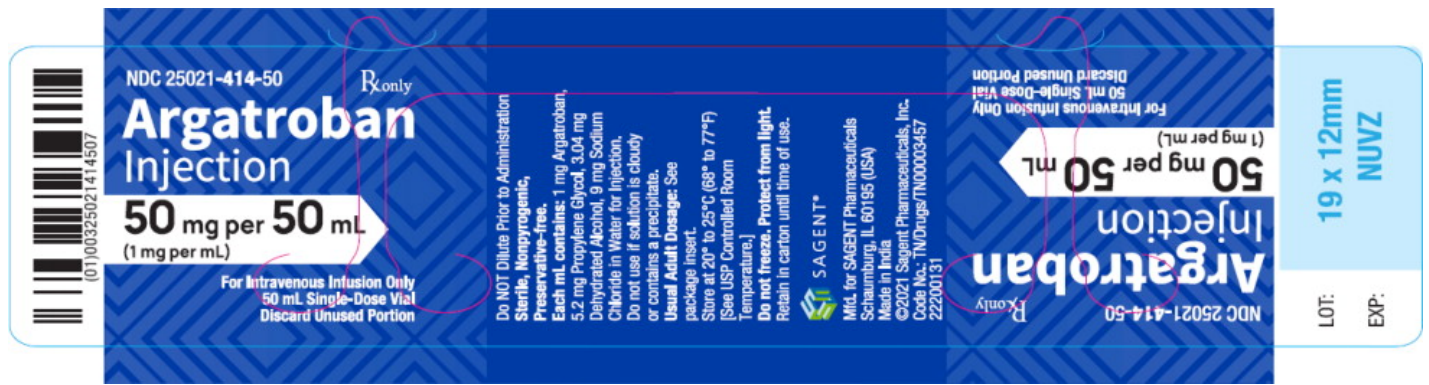 (01)00325021414507
NDC 25021-414-50
Rx only
Argatroban
Injection
50 mg per 50 mL
(1 mg per mL)
For Intravenous Infusion Only
50 mL Single-Dose Vial
Discard Unused Portion
Do NOT Dilute Prior to Administration
Sterile, Nonpyrogenic,
Preservative-free.
Each mL contains: 1 mg Argatroban,
5.2 mg Propylene Glycol, 3.04 mg
Dehydrated Alcohol, 9 mg Sodium
Chloride in Water for Injection.
Do not use if solution is cloudy
or contains a precipitate.
Usual Adult Dosage: See
package insert.
Store at 20° to 25°C (68° to 77°F)
[See USP Controlled Room
Temperature.]
Do not freeze. Protect from light.
Retain in carton until time of use.
SAGENT®
Mfd. for SAGENT Pharmaceuticals
Schaumburg, IL 60195 (USA)
Made in India
©2021 Sagent Pharmaceuticals, Inc.
Code No.: TN/Drugs/TN00003457
22200131
NDC 25021-414-50
Rx only
Argatroban
Injection
50 mg per 50 mL
(1 mg per mL)
For Intravenous Infusion Only
50 mL Single-Dose Vial
Discard Unused Portion
19 x 12mm
NUVZ
LOT:
EXP: